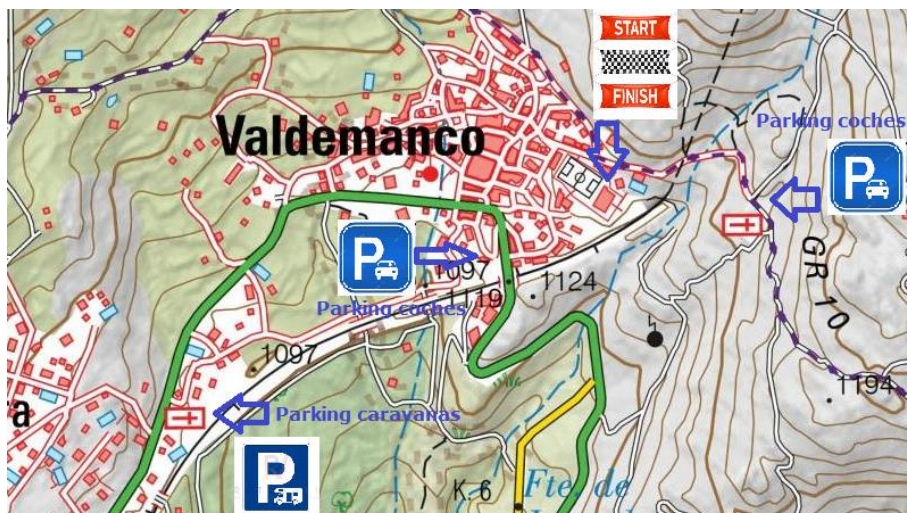 START
FINISH
Parking coches
Valdemanco
P
P
GR 10
1097
1124
1119
Parking coches
1097
1194
a
Parking caravanas
P
K 6
Fte. de